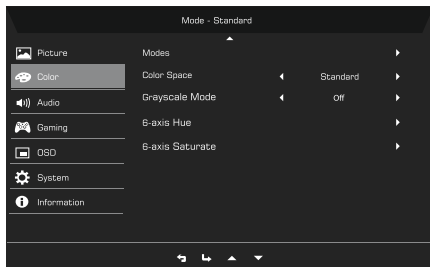 Mode - Standard
Picture
Color
Audio
Gaming
OSD
System
Information
Modes
Color Space Standard
Grayscale Mode Off
6-axis Hue
6-axis Saturate